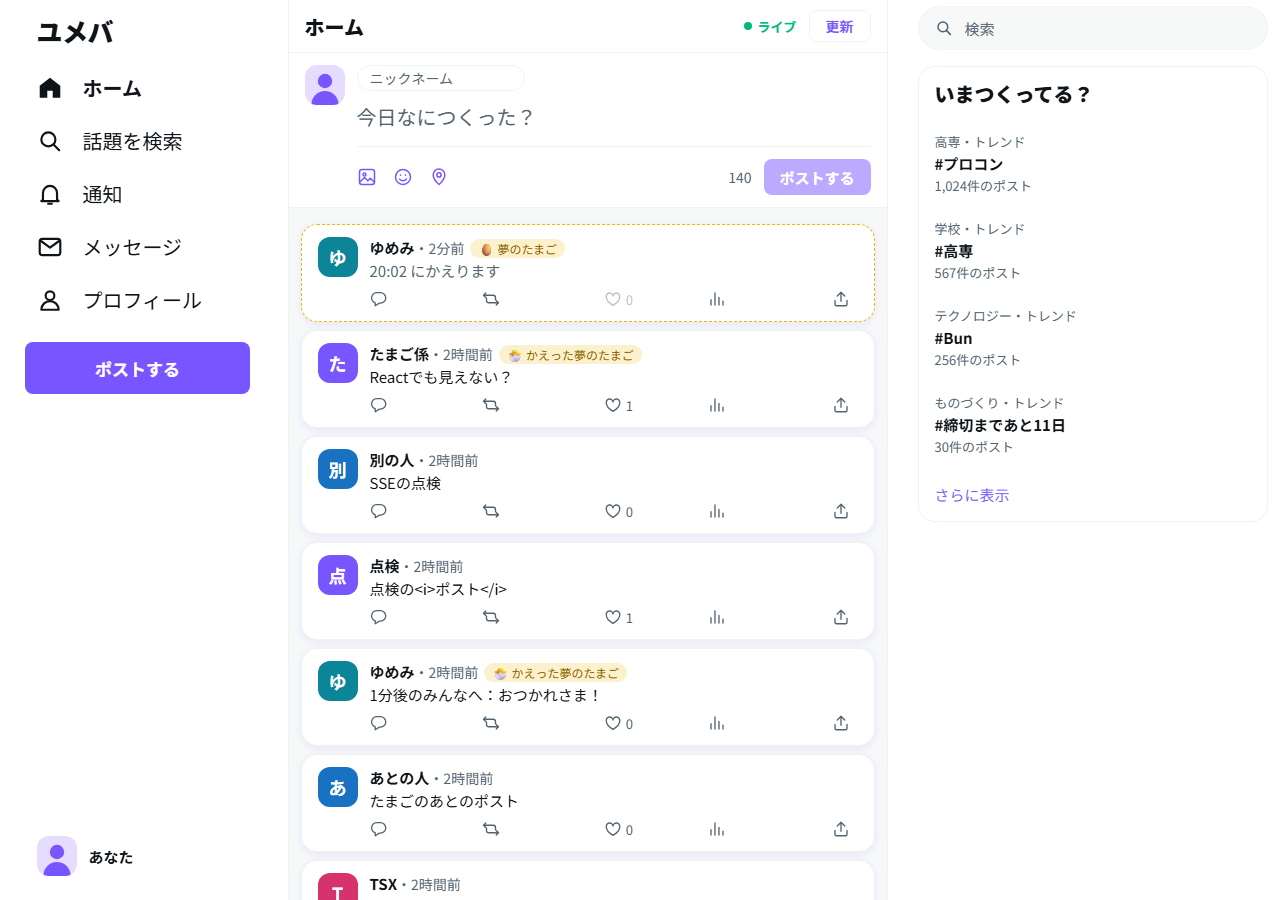 ユメバ
ホーム
話題を検索
通知
メッセージ
プロフィール
ポストする
あなた
ホーム
ライブ 更新
ニックネーム
今日なにつくった？
140 ポストする
ゆ ゆめみ・2分前 🥚 夢のたまご
20:02 にかえります
0
た たまご係・2時間前 🐣 かえった夢のたまご
Reactでも見えない？
1
別 別の人・2時間前
SSEの点検
0
点 点検・2時間前
点検の<i>ポスト</i>
1
ゆ ゆめみ・2時間前 🐣 かえった夢のたまご
1分後のみんなへ：おつかれさま！
0
あ あとの人・2時間前
たまごのあとのポスト
0
T TSX・2時間前
検索
いまつくってる？
高専・トレンド
#プロコン
1,024件のポスト
学校・トレンド
#高専
567件のポスト
テクノロジー・トレンド
#Bun
256件のポスト
ものづくり・トレンド
#締切まであと11日
30件のポスト
さらに表示